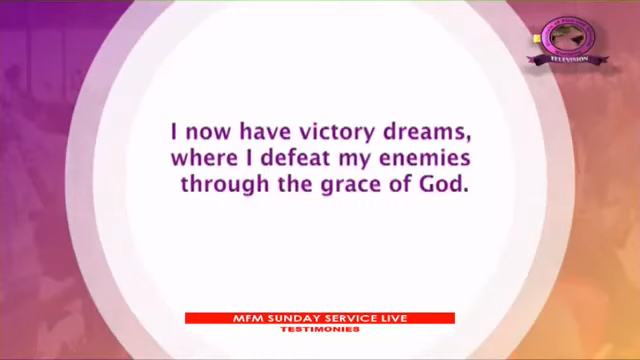 TELEVISION
I now have victory dreams,
where I defeat my enemies
through the grace of God.
MFM SUNDAY SERVICE LIVE
TESTIMONIES